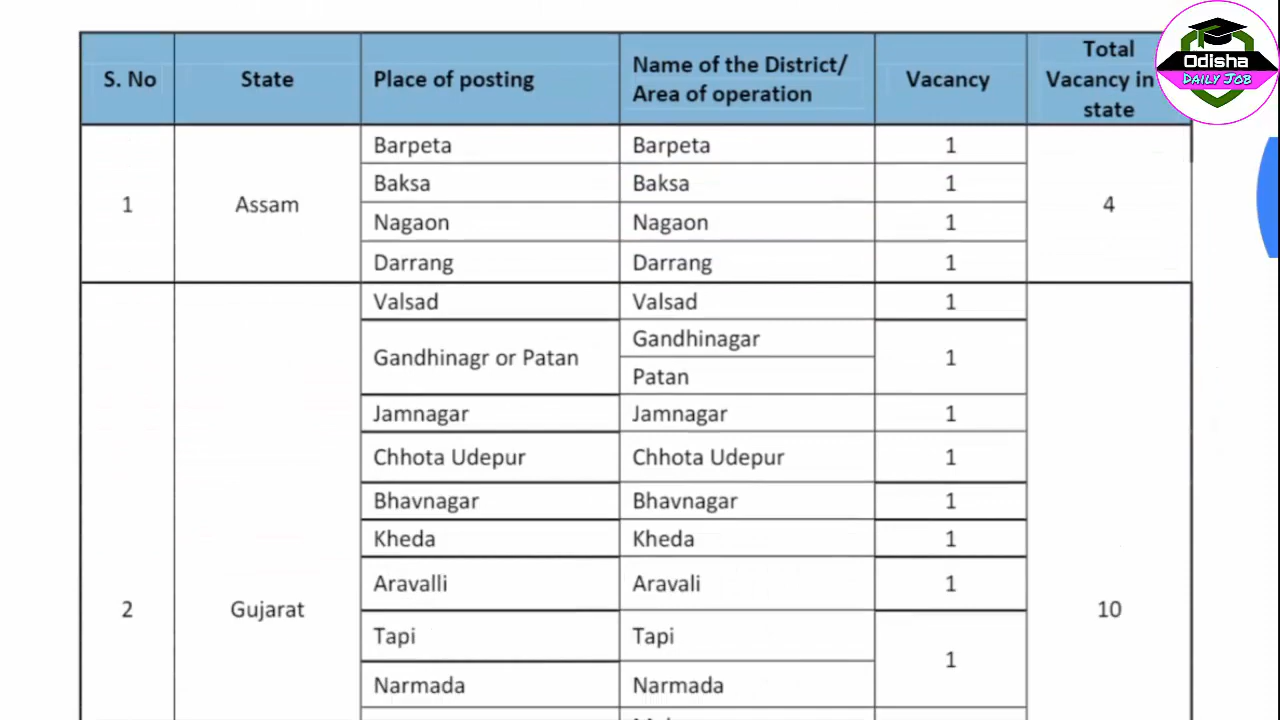 S. No State Place of posting Name of the District/ Area of operation Vacancy Total Vacancy in state
Odisha
DAILY JOB
1 Assam Barpeta Barpeta 1 4
Baksa Baksa 1
Nagaon Nagaon 1
Darrang Darrang 1
2 Gujarat Valsad Valsad 1 10
Gandhinagr or Patan Gandhinagar 1
Patan
Jamnagar Jamnagar 1
Chhota Udepur Chhota Udepur 1
Bhavnagar Bhavnagar 1
Kheda Kheda 1
Aravalli Aravali 1
Tapi Tapi 1
Narmada Narmada